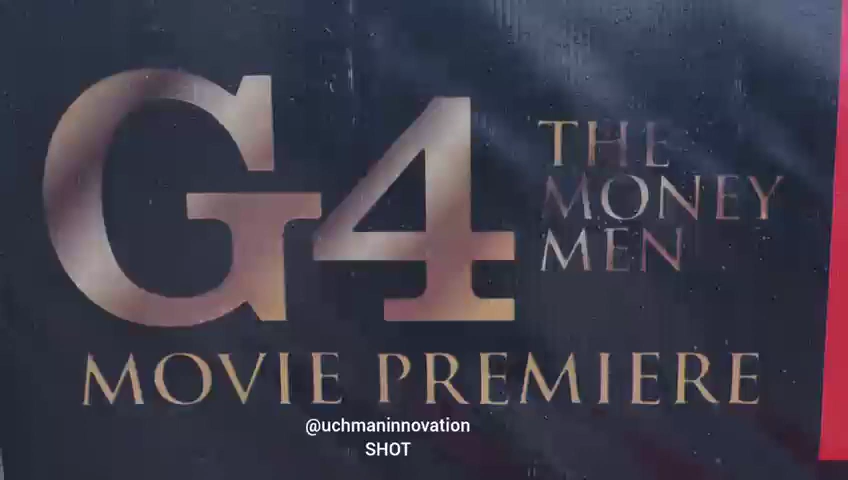 G4
THE
MONEY
MEN
MOVIE PREMIERE
@uchmaninnovation
SHOT